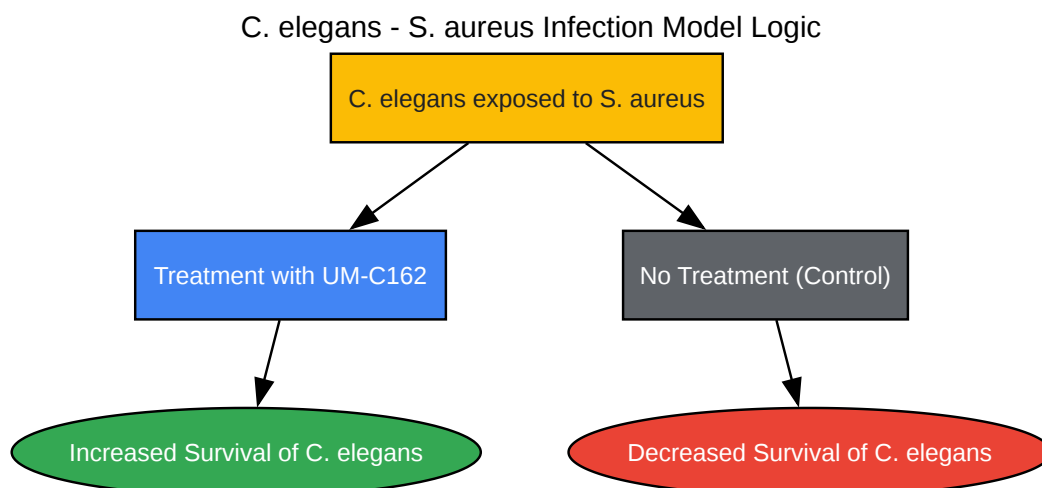 C. elegans - S. aureus Infection Model Logic
C. elegans exposed to S. aureus
Treatment with UM-C162
No Treatment (Control)
Increased Survival of C. elegans
Decreased Survival of C. elegans